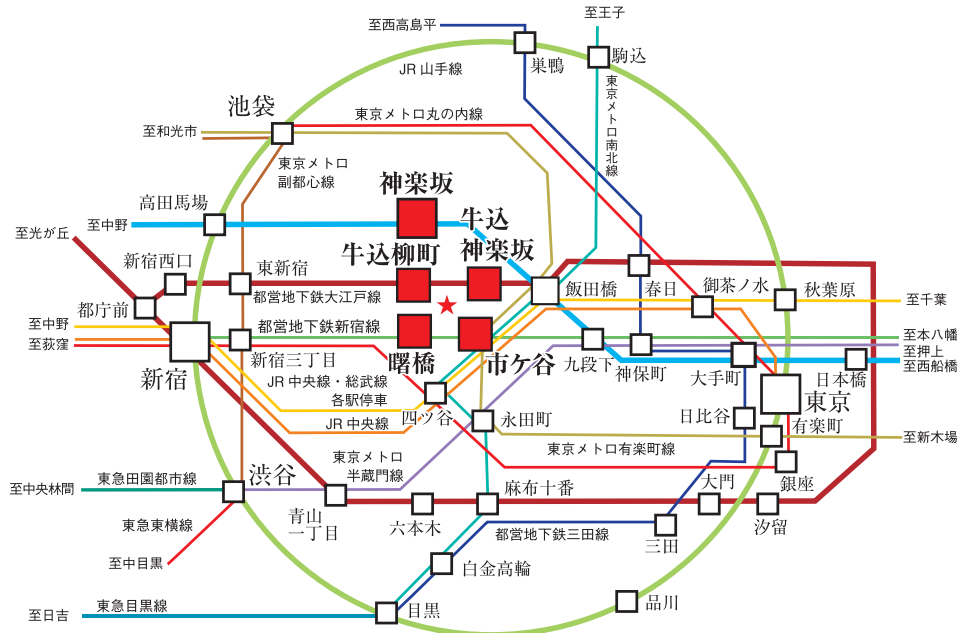 至王子
至西高島平
巣鴨
駒込
JR 山手線
東京メトロ南北線
池袋
東京メトロ丸の内線
至和光市
東京メトロ
副都心線
神楽坂
高田馬場
牛込
至中野
至光が丘
牛込柳町
神楽坂
新宿西口
東新宿
飯田橋
春日
御茶ノ水
秋葉原
都営地下鉄大江戸線
至千葉
都庁前
至中野
都営地下鉄新宿線
至本八幡
至荻窪
至押上
新宿三丁目
曙橋
市ケ谷
九段下
神保町
至西船橋
新宿
JR 中央線・総武線
各駅停車
大手町
日本橋
東京
四ツ谷
永田町
日比谷
JR 中央線
有楽町
至新木場
東京メトロ有楽町線
東京メトロ
半蔵門線
渋谷
東急田園都市線
至中央林間
銀座
麻布十番
大門
青山
一丁目
六本木
汐留
東急東横線
都営地下鉄三田線
三田
至中目黒
白金高輪
品川
東急目黒線
至日吉
目黒